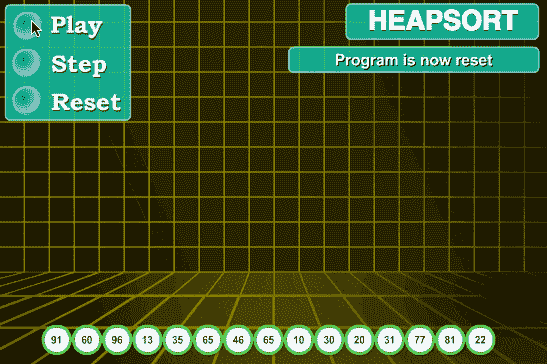 Play
Step
Reset
HEAPSORT
Program is now reset
91 60 96 13 35 65 46 65 10 30 20 31 77 81 22